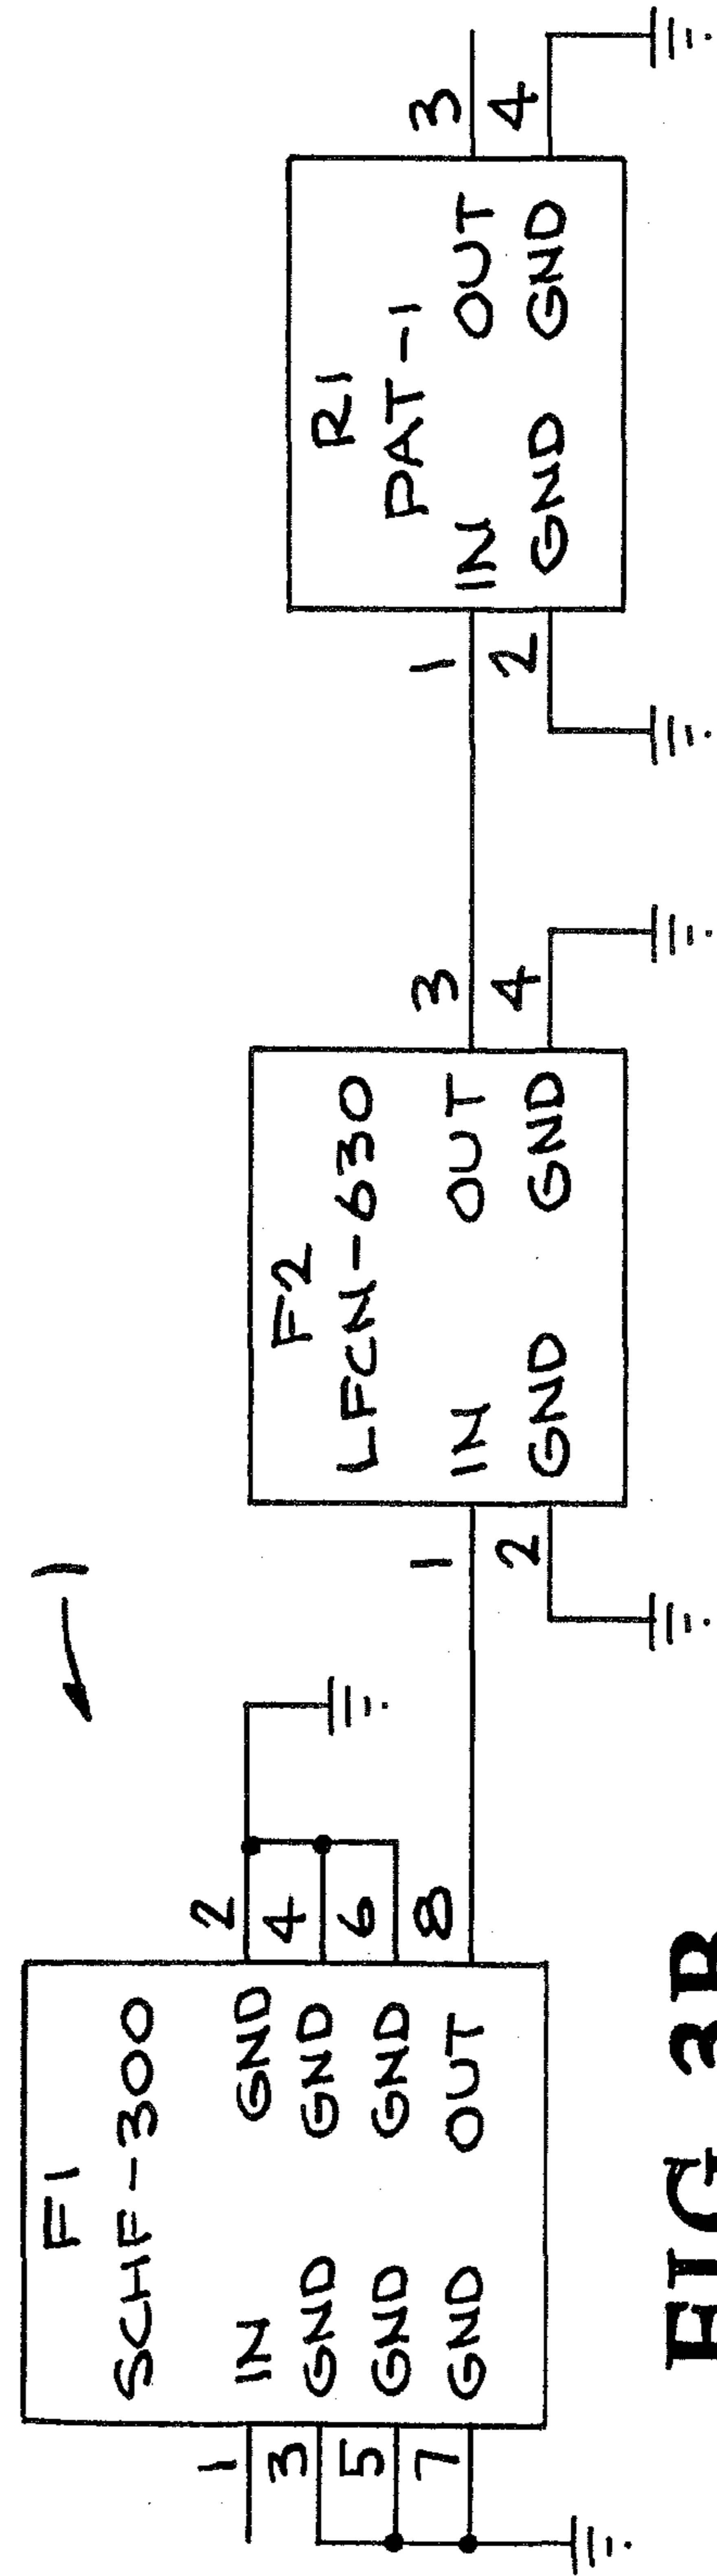 1
F1
SCHF-300
1 IN GND 2
3 GND GND 4
5 GND GND 6
7 GND OUT 8
F2
LFCN-630
1 IN OUT 3
2 GND GND 4
R1
PAT-1
1 IN OUT 3
2 GND GND 4
FIG 3B